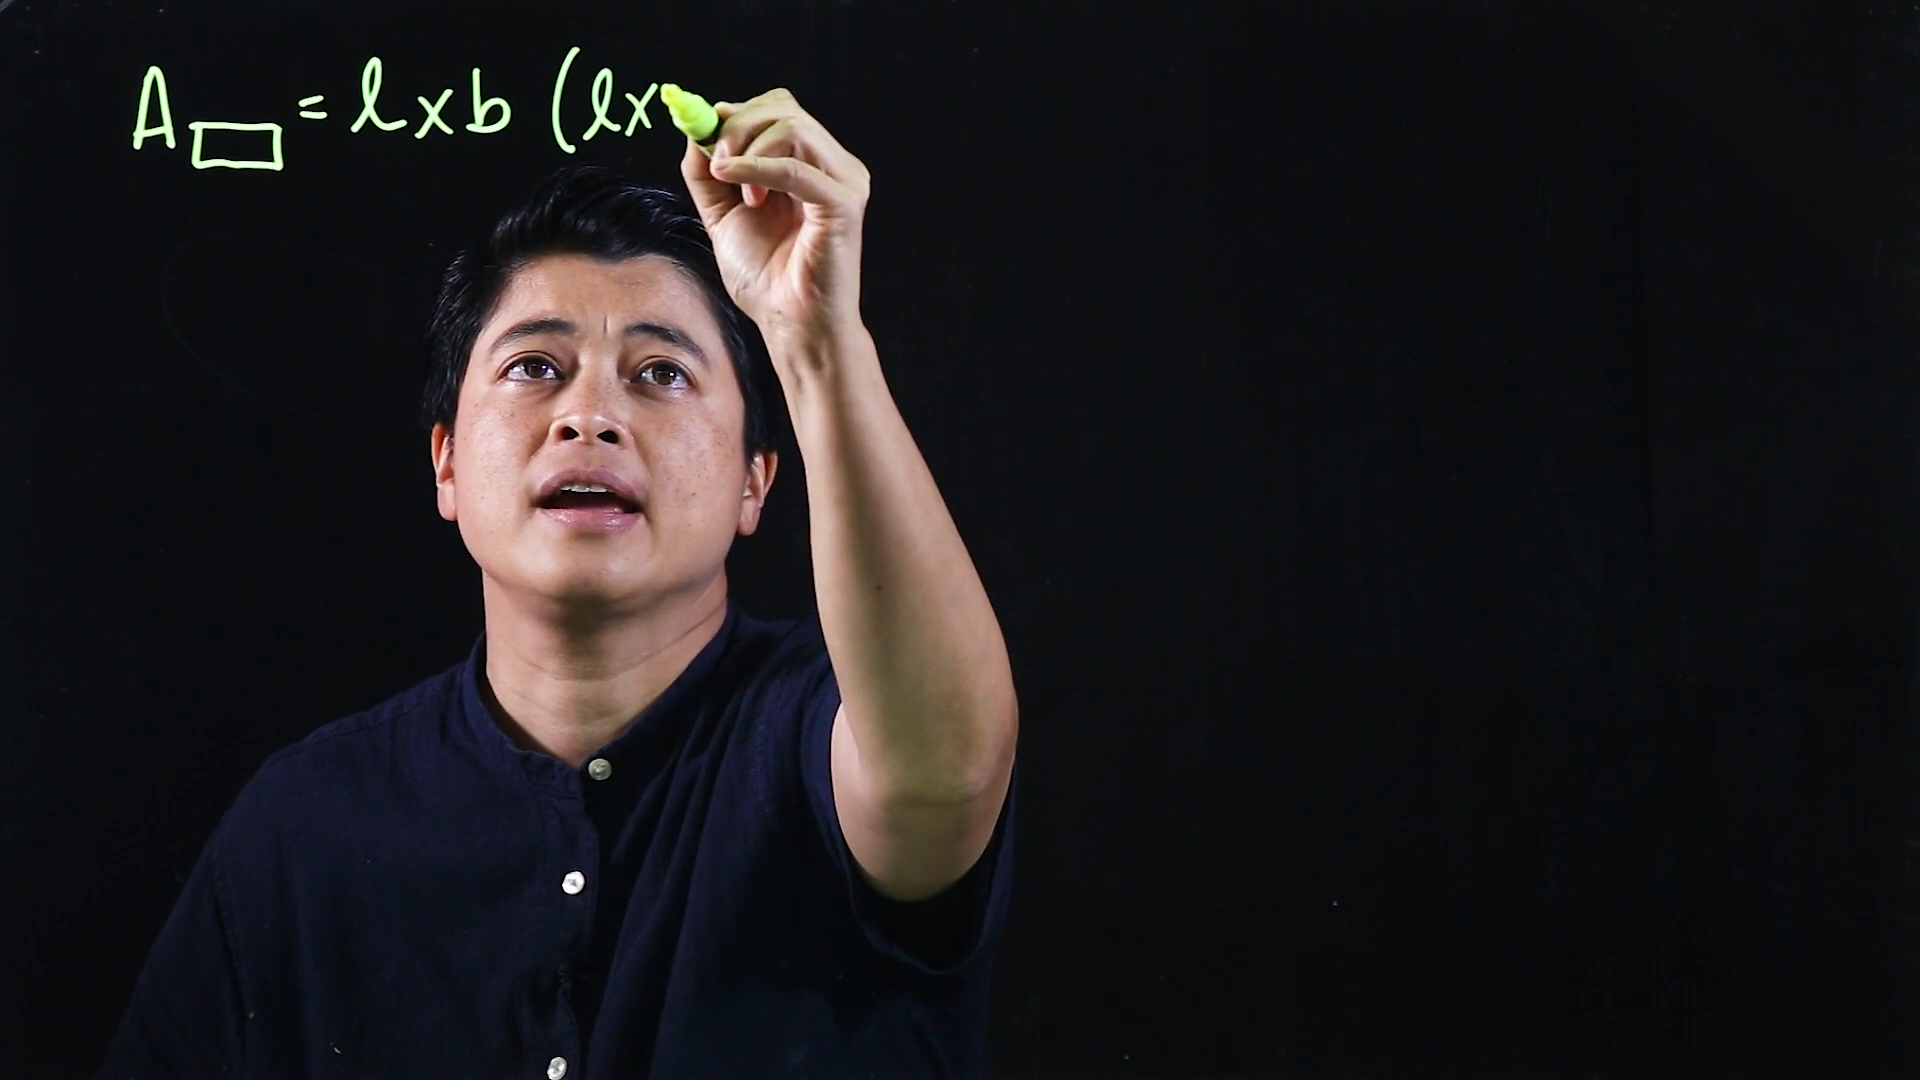 A▭ = l x b (l x